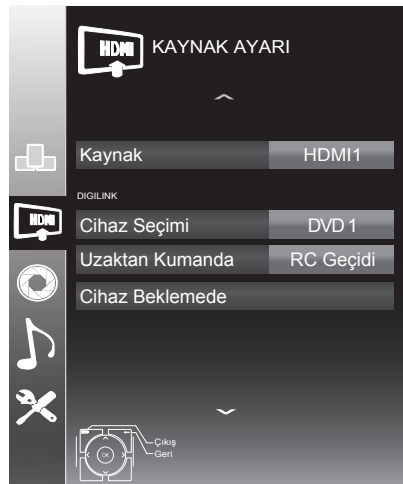 HDMI KAYNAK AYARI
Kaynak HDMI1
DIGILINK
HDMI
Cihaz Seçimi DVD 1
Uzaktan Kumanda RC Geçidi
Cihaz Beklemede
Çıkış
OK
Geri